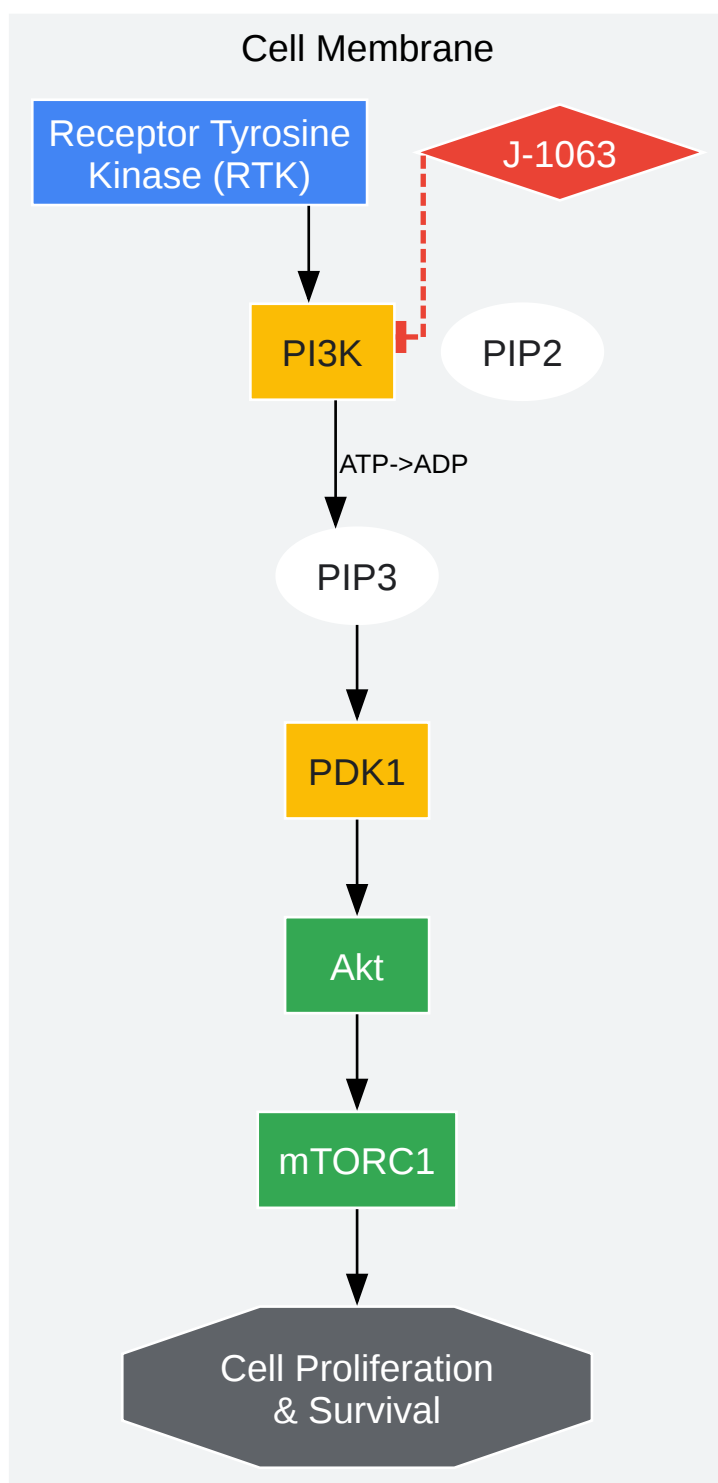 Cell Membrane
Receptor Tyrosine
Kinase (RTK)
J-1063
PI3K
PIP2
ATP->ADP
PIP3
PDK1
Akt
mTORC1
Cell Proliferation
& Survival